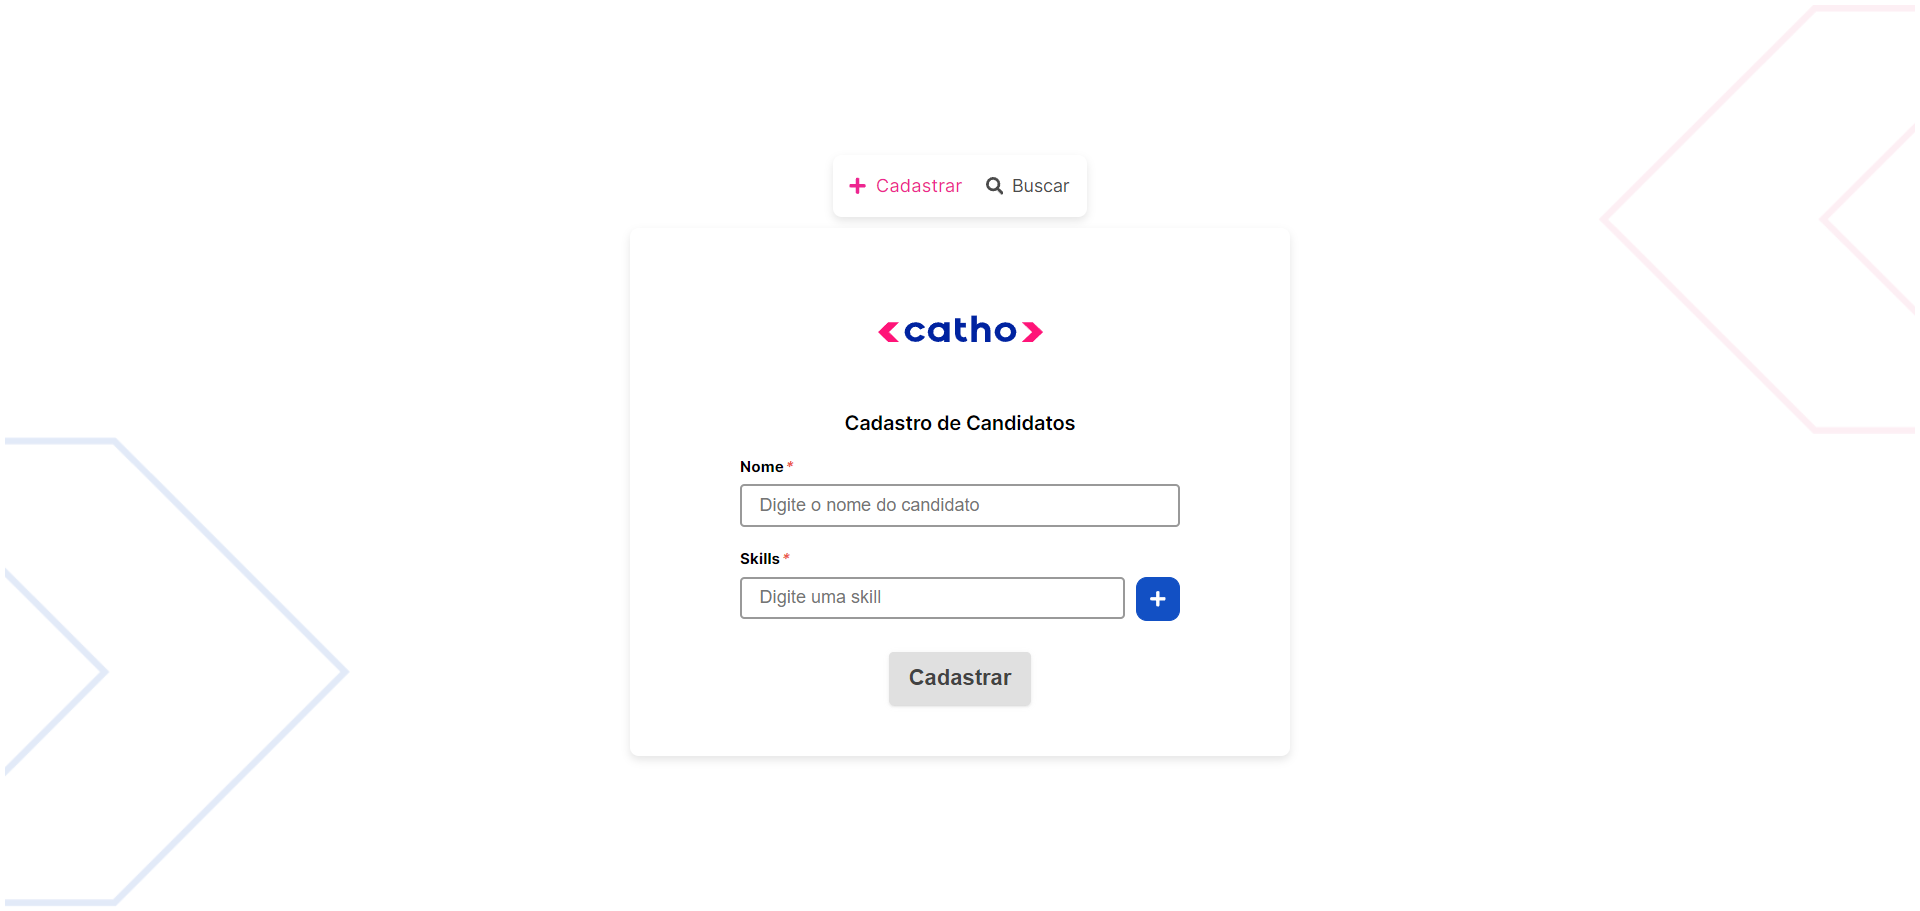 Cadastrar Buscar
catho
Cadastro de Candidatos
Nome*
Digite o nome do candidato
Skills*
Digite uma skill
Cadastrar